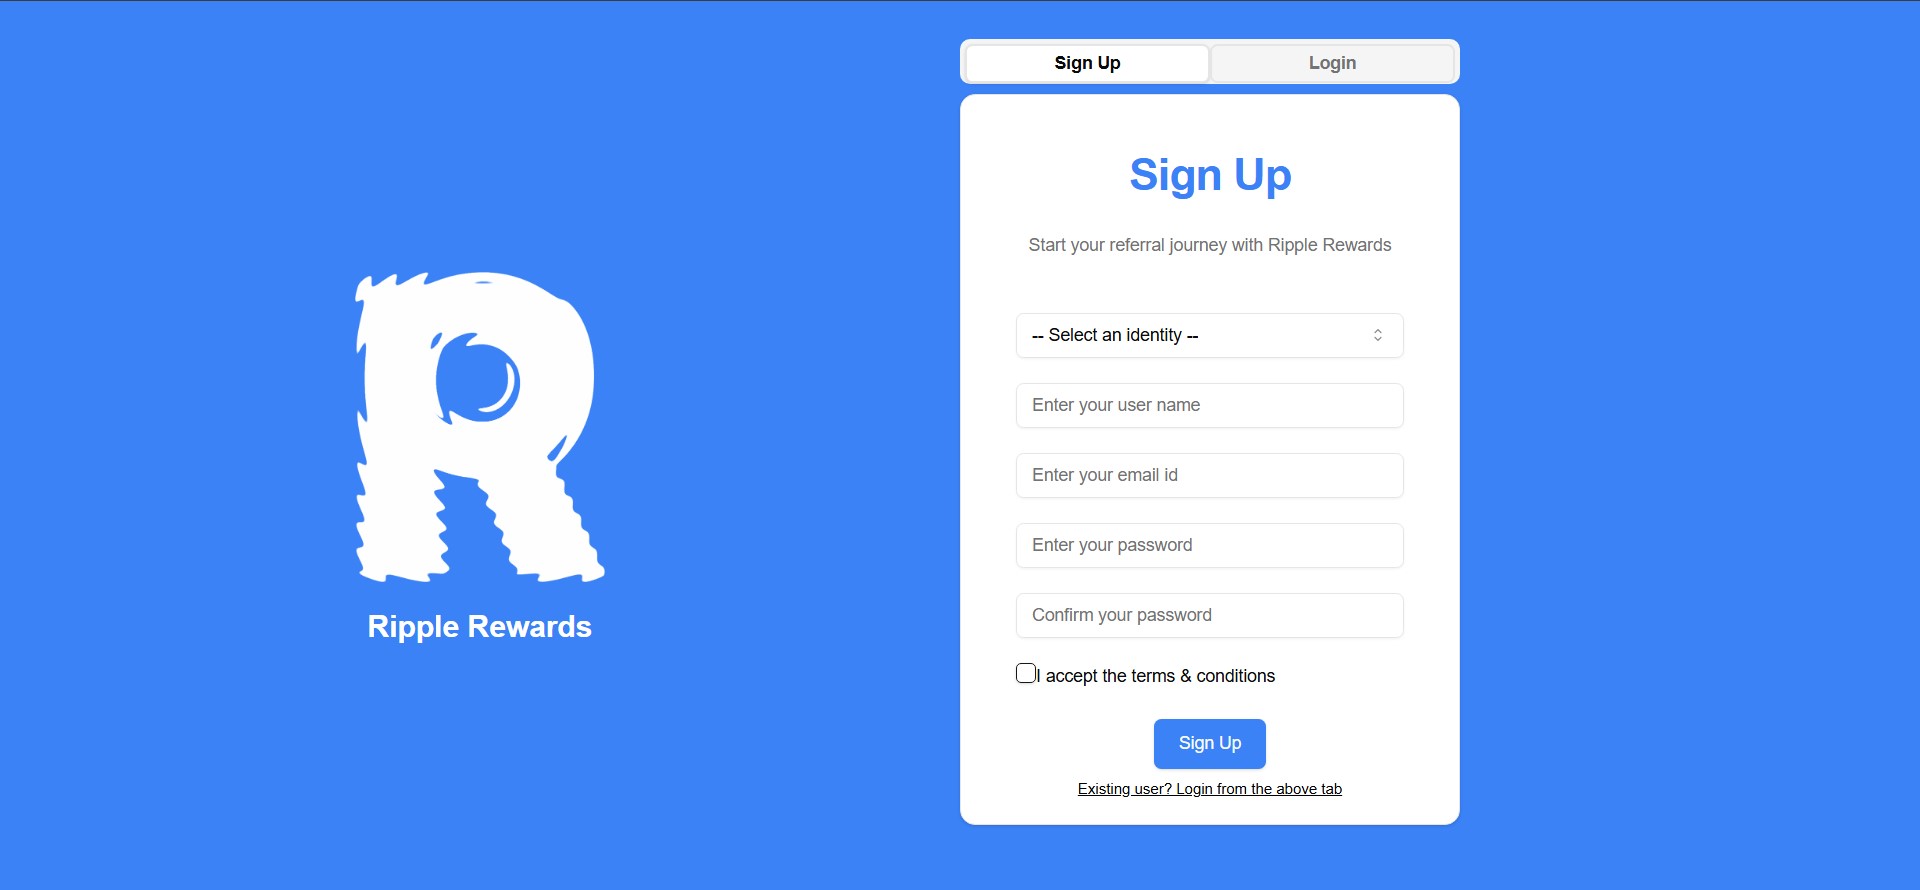 Sign Up
Login
Sign Up
Start your referral journey with Ripple Rewards
-- Select an identity --
Enter your user name
Enter your email id
Enter your password
Confirm your password
I accept the terms & conditions
Sign Up
Existing user? Login from the above tab
R
Ripple Rewards